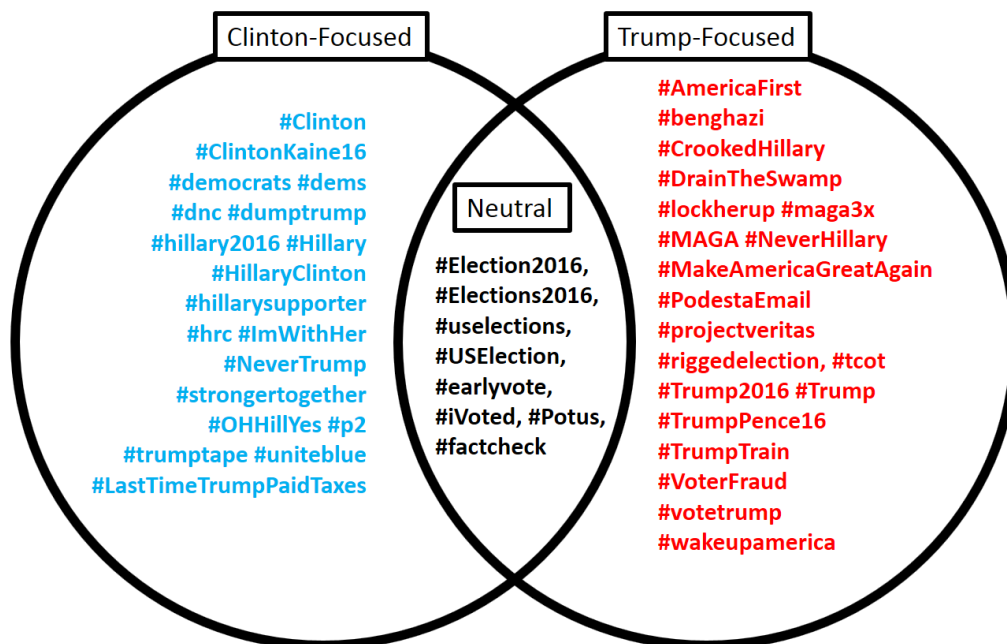 Clinton-Focused
#Clinton
#ClintonKaine16
#democrats #dems
#dnc #dumptrump
#hillary2016 #Hillary
#HillaryClinton
#hillarysupporter
#hrc #ImWithHer
#NeverTrump
#strongertogether
#OHHillYes #p2
#trumptape #uniteblue
#LastTimeTrumpPaidTaxes
Neutral
#Election2016,
#Elections2016,
#uselections,
#USElection,
#earlyvote,
#iVoted, #Potus,
#factcheck
Trump-Focused
#AmericaFirst
#benghazi
#CrookedHillary
#DrainTheSwamp
#lockherup #maga3x
#MAGA #NeverHillary
#MakeAmericaGreatAgain
#PodestaEmail
#projectveritas
#riggedelection, #tcot
#Trump2016 #Trump
#TrumpPence16
#TrumpTrain
#VoterFraud
#votetrump
#wakeupamerica